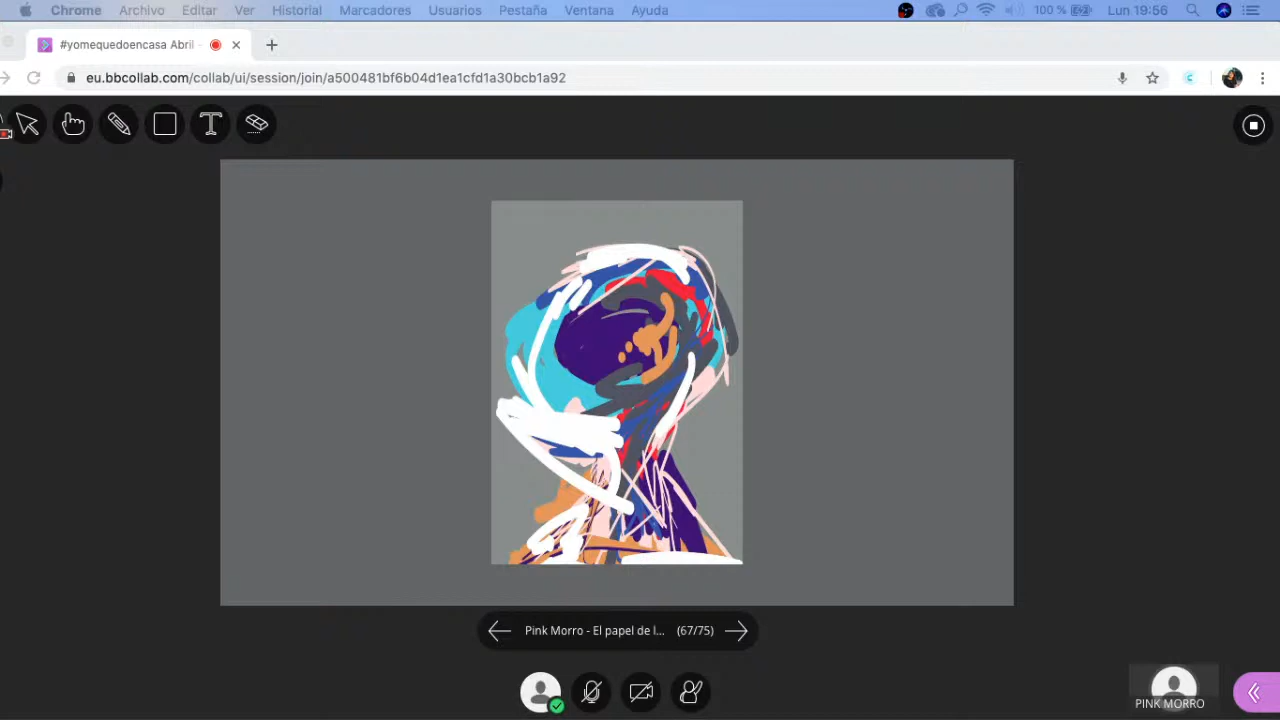 Chrome Archivo Editar Ver Historial Marcadores Usuarios Pestaña Ventana Ayuda 100 % Lun 19:56
#yomequedoencasa Abril -
eu.bbcollab.com/collab/ui/session/join/a500481bf6b04d1ea1cfd1a30bcb1a92
T
Pink Morro - El papel de l... (67/75)
PINK MORRO